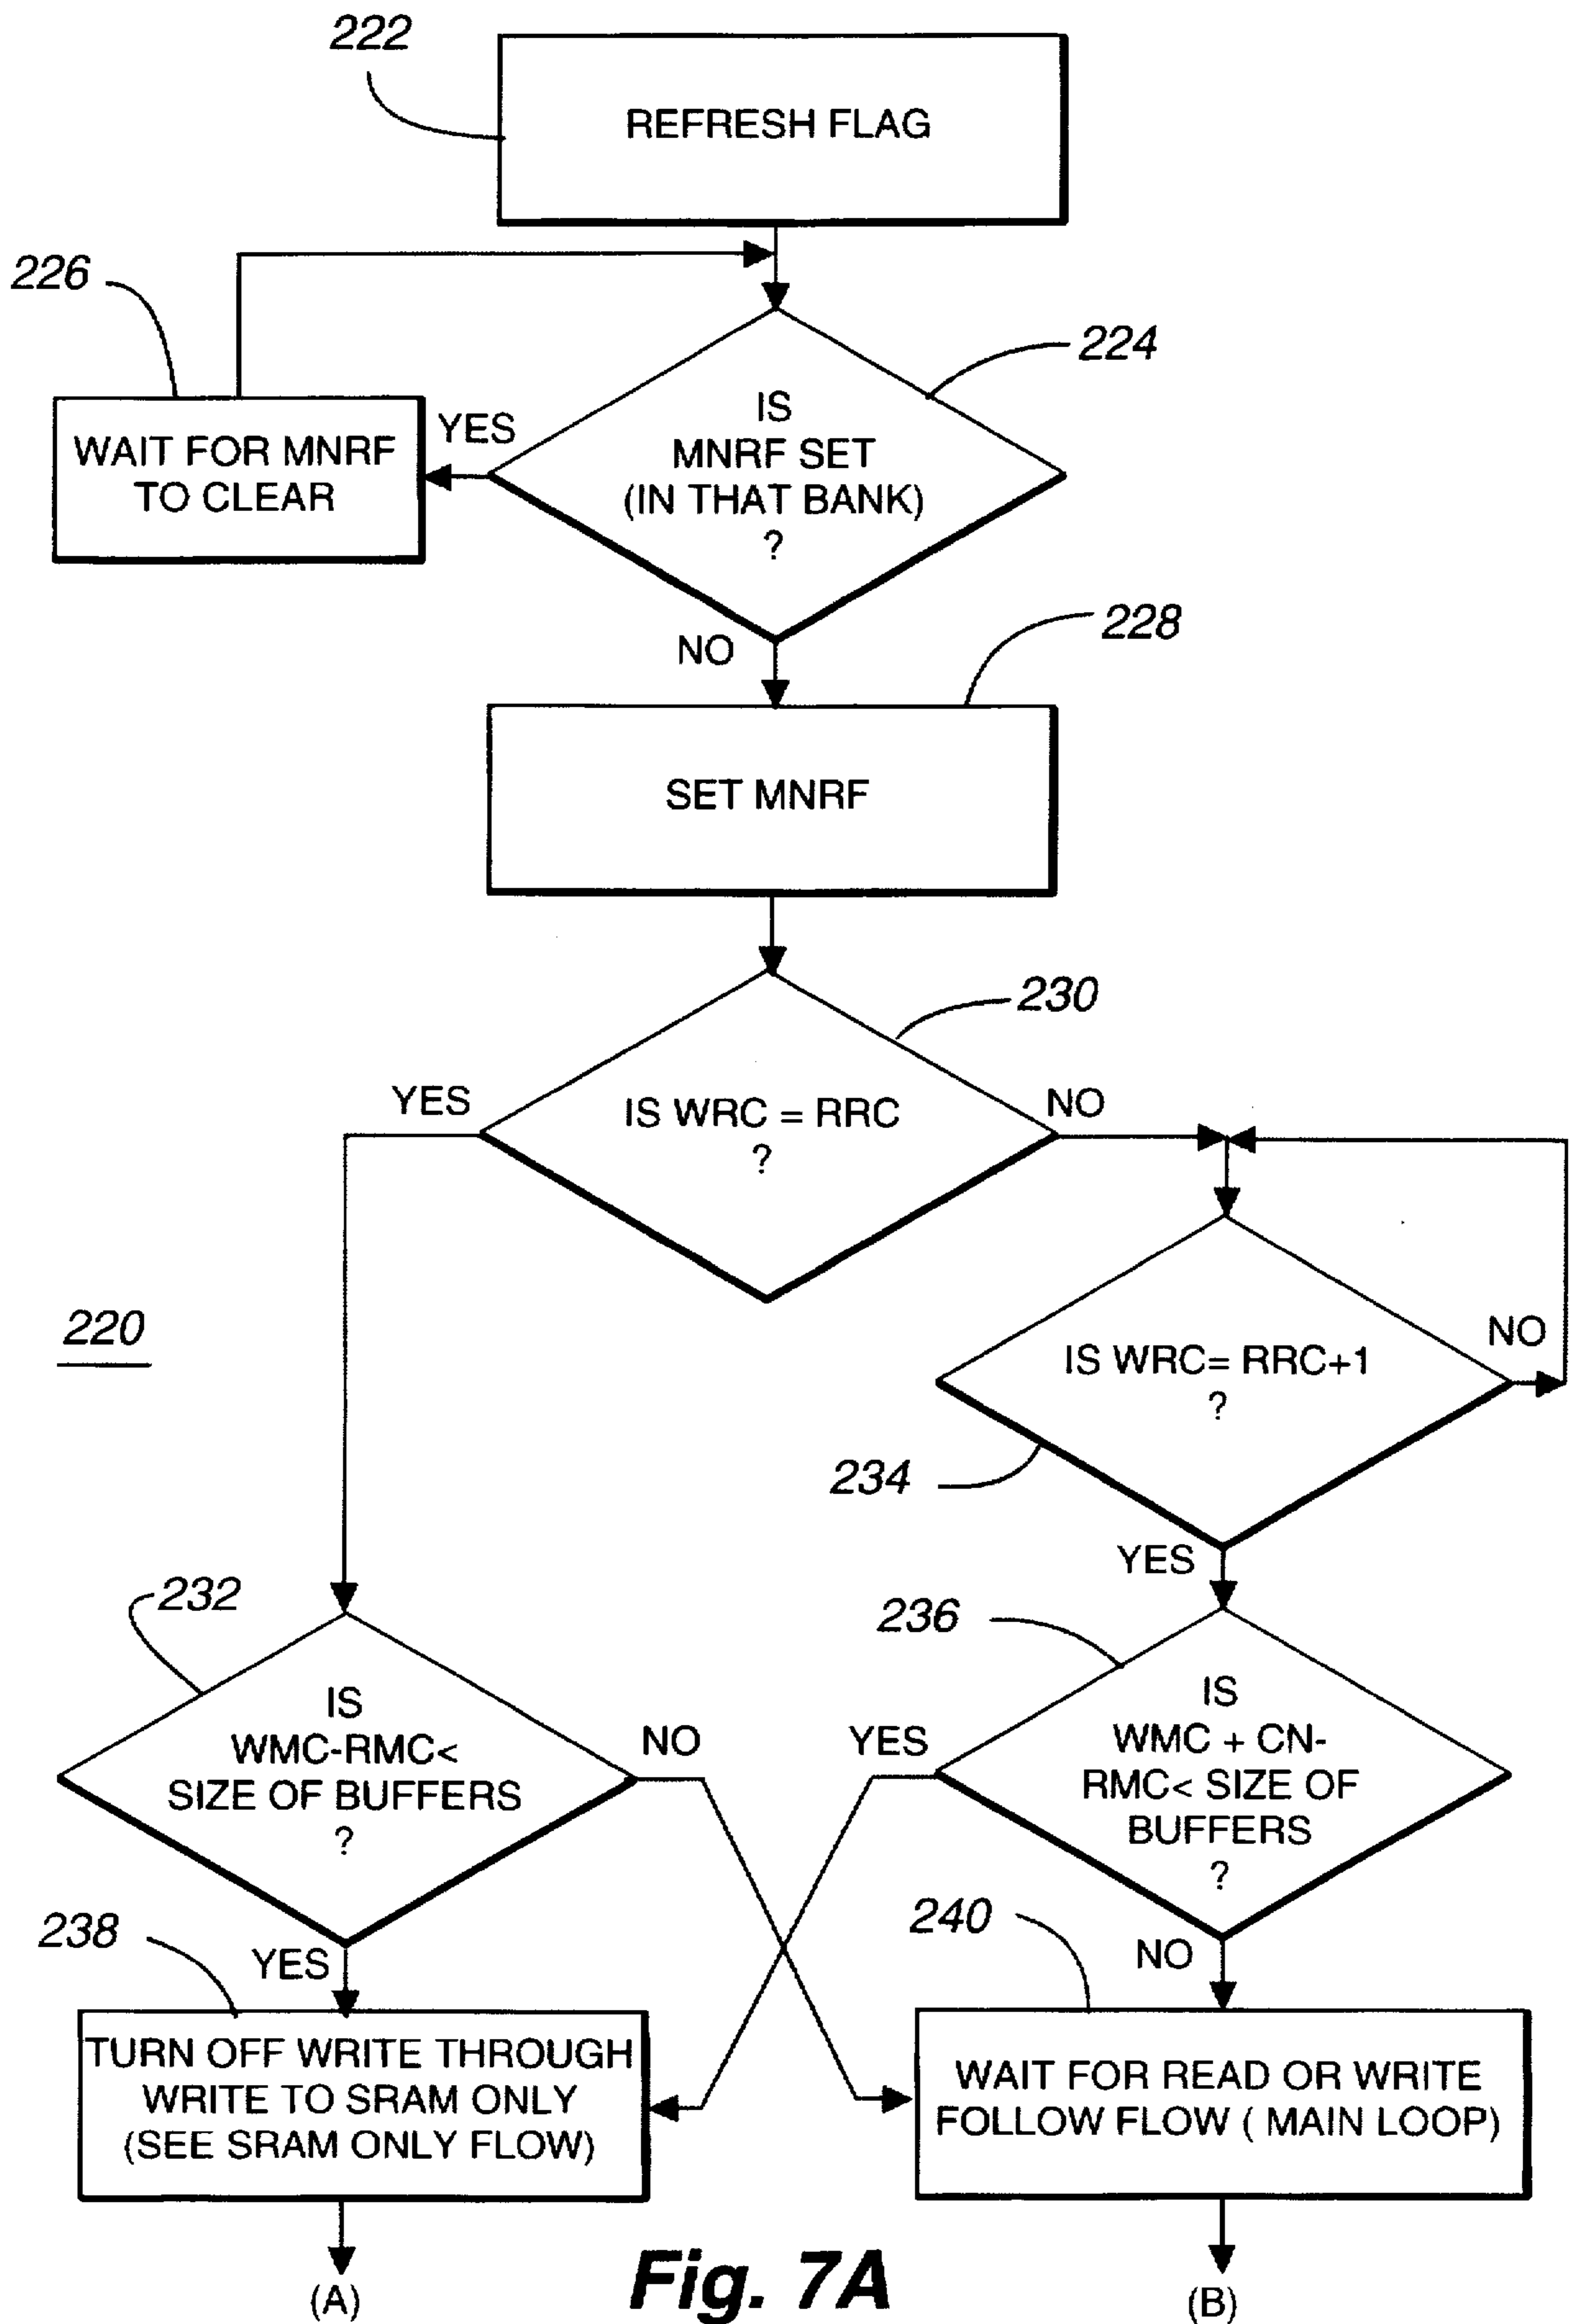 222
REFRESH FLAG
226
224
WAIT FOR MNRF
TO CLEAR
YES
IS
MNRF SET
(IN THAT BANK)
?
NO
228
SET MNRF
230
YES
IS WRC = RRC
?
NO
220
IS WRC= RRC+1
?
NO
234
YES
232
236
IS
WMC-RMC<
SIZE OF BUFFERS
?
NO
YES
IS
WMC + CN-
RMC< SIZE OF
BUFFERS
?
238
YES
240
NO
TURN OFF WRITE THROUGH
WRITE TO SRAM ONLY
(SEE SRAM ONLY FLOW)
WAIT FOR READ OR WRITE
FOLLOW FLOW ( MAIN LOOP)
(A)
Fig. 7A
(B)